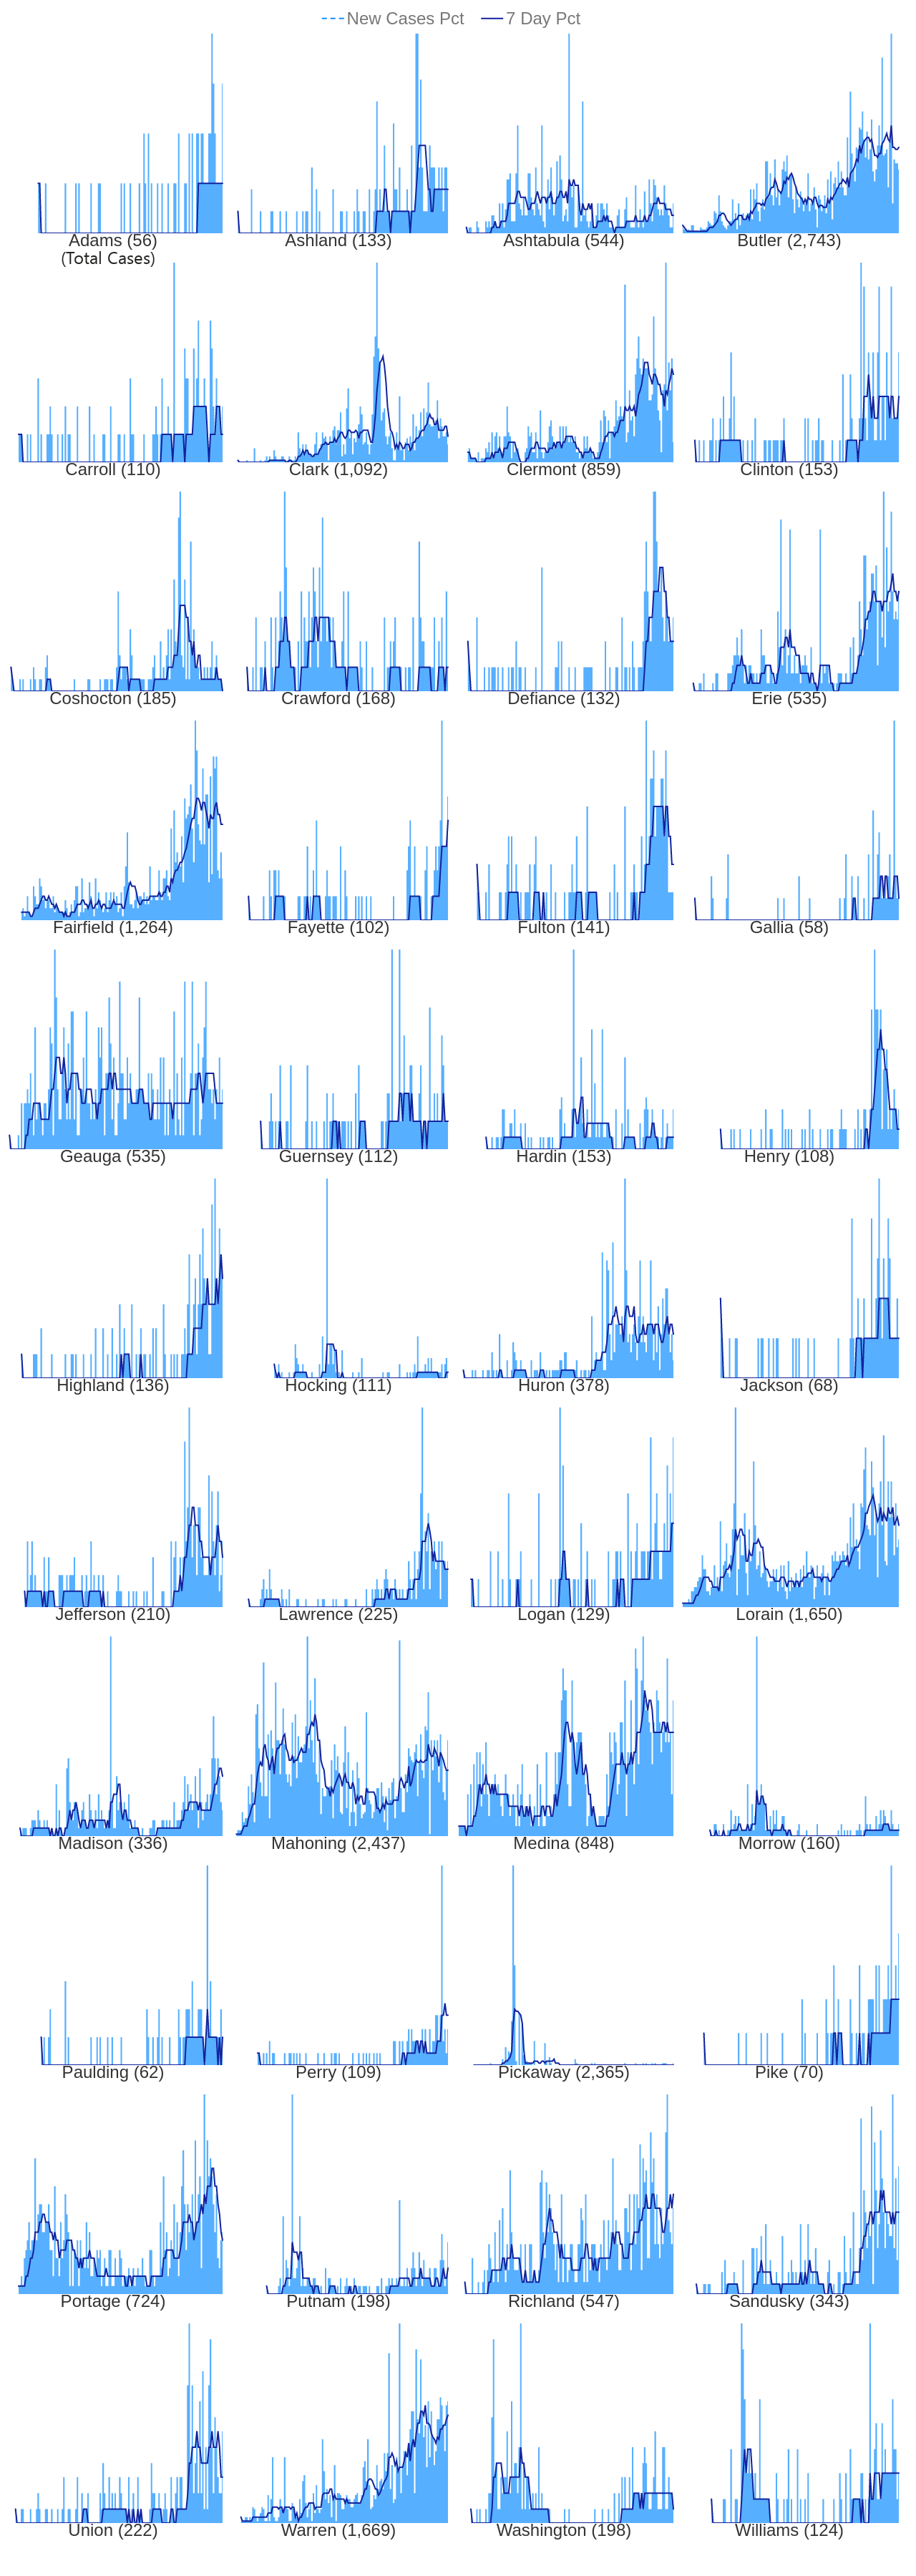 New Cases Pct 7 Day Pct
Adams (56) Ashland (133) Ashtabula (544) Butler (2,743)
(Total Cases)
Carroll (110) Clark (1,092) Clermont (859) Clinton (153)
Coshocton (185) Crawford (168) Defiance (132) Erie (535)
Fairfield (1,264) Fayette (102) Fulton (141) Gallia (58)
Geauga (535) Guernsey (112) Hardin (153) Henry (108)
Highland (136) Hocking (111) Huron (378) Jackson (68)
Jefferson (210) Lawrence (225) Logan (129) Lorain (1,650)
Madison (336) Mahoning (2,437) Medina (848) Morrow (160)
Paulding (62) Perry (109) Pickaway (2,365) Pike (70)
Portage (724) Putnam (198) Richland (547) Sandusky (343)
Union (222) Warren (1,669) Washington (198) Williams (124)